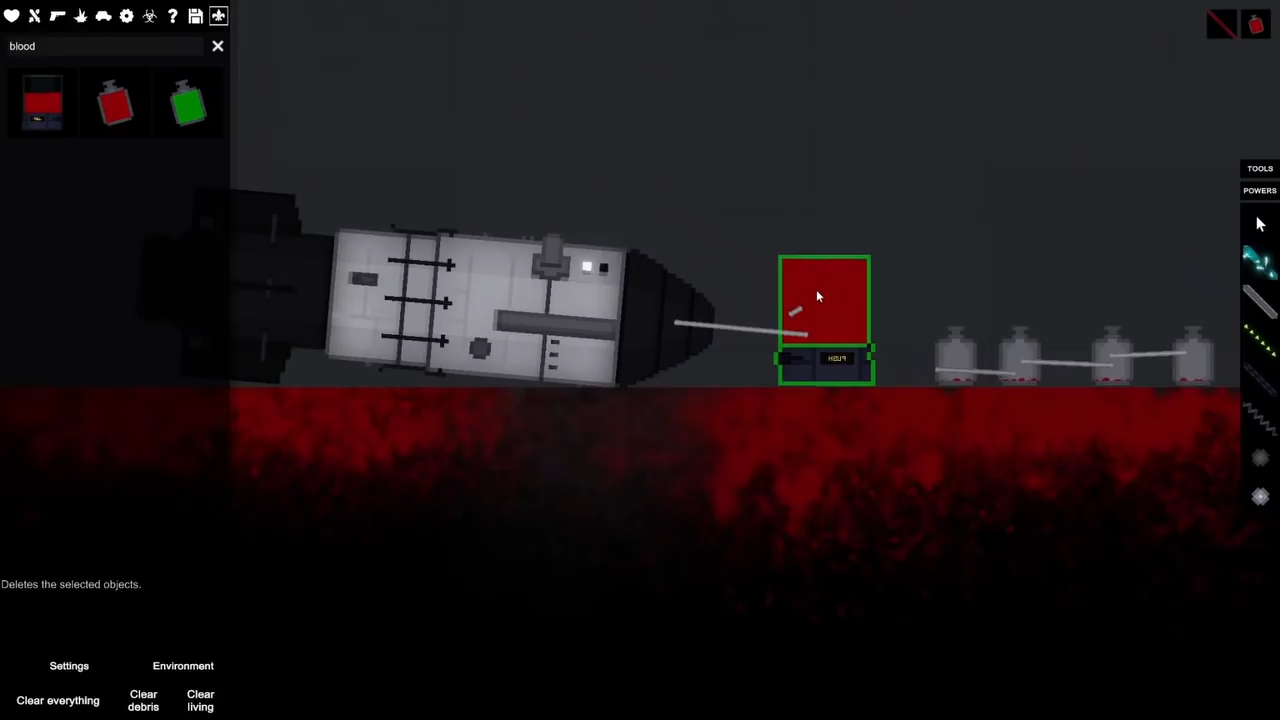 blood
TOOLS
POWERS
Deletes the selected objects.
Settings
Environment
Clear everything
Clear debris
Clear living